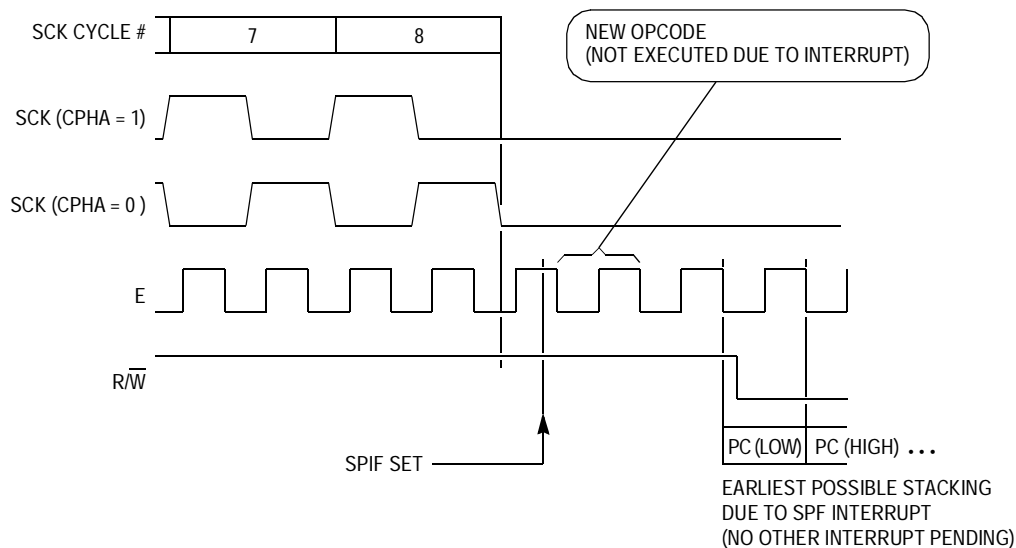 SCK CYCLE #
7
8
NEW OPCODE
(NOT EXECUTED DUE TO INTERRUPT)
SCK (CPHA = 1)
SCK (CPHA = 0 )
E
R/W̅
SPIF SET
PC (LOW)
PC (HIGH) ...
EARLIEST POSSIBLE STACKING
DUE TO SPF INTERRUPT
(NO OTHER INTERRUPT PENDING)